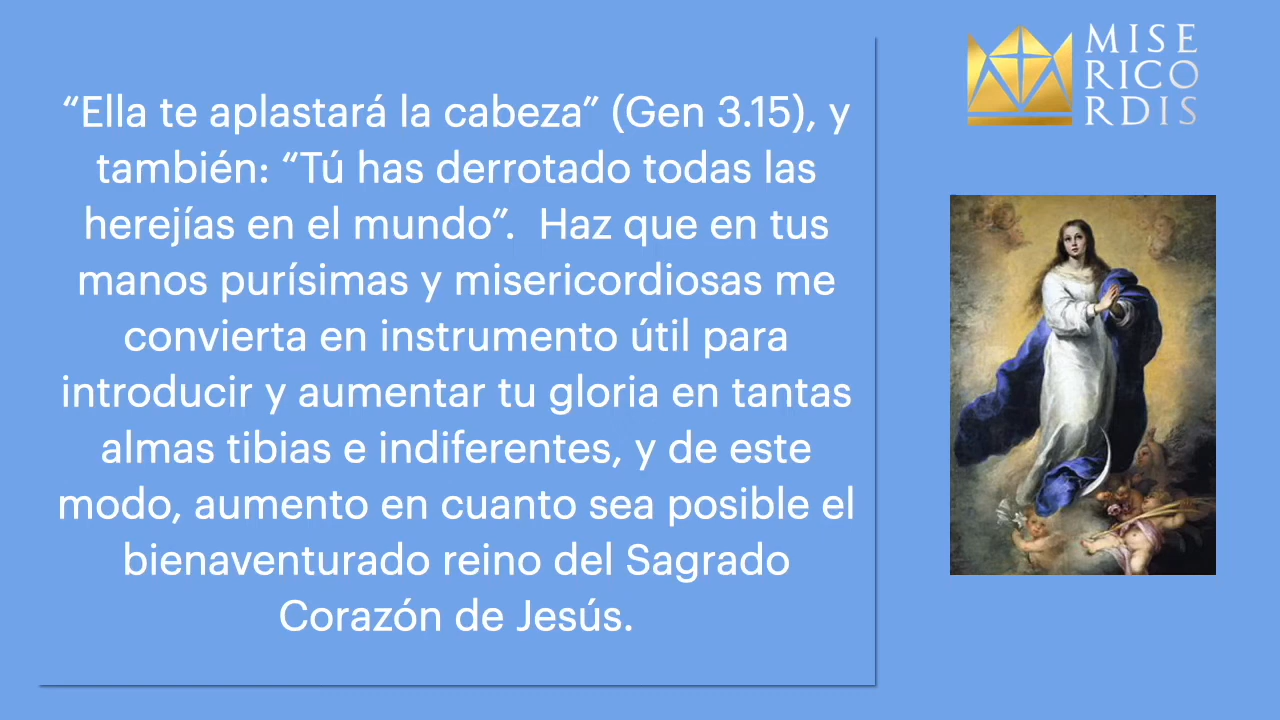 “Ella te aplastará la cabeza” (Gen 3.15), y
también: “Tú has derrotado todas las
herejías en el mundo”.  Haz que en tus
manos purísimas y misericordiosas me
convierta en instrumento útil para
introducir y aumentar tu gloria en tantas
almas tibias e indiferentes, y de este
modo, aumento en cuanto sea posible el
bienaventurado reino del Sagrado
Corazón de Jesús.
MISE
RICO
RDIS